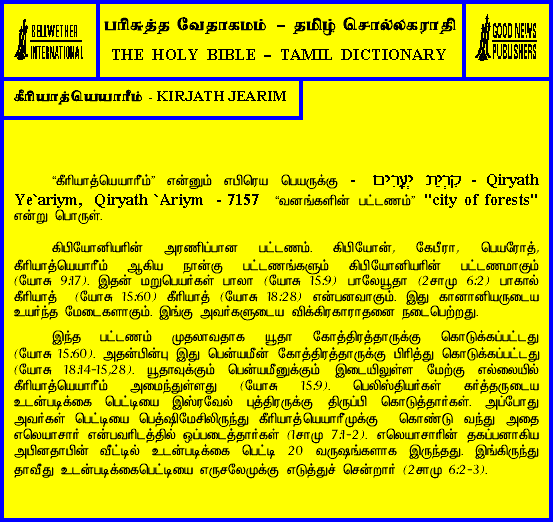 BELLWETHER
INTERNATIONAL
பரிசுத்த வேதாகமம் – தமிழ் சொல்லகராதி
THE HOLY BIBLE – TAMIL DICTIONARY
GOOD NEWS
PUBLISHERS
கீரியாத்யெயாரீம் - KIRJATH JEARIM
“கீரியாத்யெயாரீம்” என்னும் எபிரெய பெயருக்கு - קִרְיַת יְעָרִים - Qiryath
Ye`ariym, Qiryath `Ariym - 7157 “வனங்களின் பட்டணம்” "city of forests"
என்று பொருள்.
கிபியோனியரின் அரணிப்பான பட்டணம். கிபியோன், கேபீரா, பெயரோத்,
கீரியாத்யெயாரீம் ஆகிய நான்கு பட்டணங்களும் கிபியோனியரின் பட்டணமாகும்
(யோசு 9:17). இதன் மறுபெயர்கள் பாலா (யோசு 15:9) பாலேயூதா (2சாமு 6:2) பாகால்
கீரியாத் (யோசு 15:60) கீரியாத் (யோசு 18:28) என்பனவாகும். இது கானானியருடைய
உயர்ந்த மேடைகளாகும். இங்கு அவர்களுடைய விக்கிரகாராதனை நடைபெற்றது.
இந்த பட்டணம் முதலாவதாக யூதா கோத்திரத்தாருக்கு கொடுக்கப்பட்டது
(யோசு 15:60). அதன்பின்பு இது பென்யமீன் கோத்திரத்தாருக்கு பிரித்து கொடுக்கப்பட்டது
(யோசு 18:14-15,28). யூதாவுக்கும் பென்யமீனுக்கும் இடையிலுள்ள மேற்கு எல்லையில்
கீரியாத்யெயாரீம் அமைந்துள்ளது (யோசு 15:9). பெலிஸ்தியர்கள் கர்த்தருடைய
உடன்படிக்கை பெட்டியை இஸ்ரவேல் புத்திரருக்கு திருப்பி கொடுத்தார்கள். அப்போது
அவர்கள் பெட்டியை பெத்ஷிமேசிலிருந்து கீரியாத்யெயாரீமுக்கு கொண்டு வந்து அதை
எலெயாசார் என்பவரிடத்தில் ஒப்படைத்தார்கள் (1சாமு 7:1-2). எலெயாசாரின் தகப்பனாகிய
அபினதாபின் வீட்டில் உடன்படிக்கை பெட்டி 20 வருஷங்களாக இருந்தது. இங்கிருந்து
தாவீது உடன்படிக்கைபெட்டியை எருசலேமுக்கு எடுத்துச் சென்றார் (2சாமு 6:2-3).